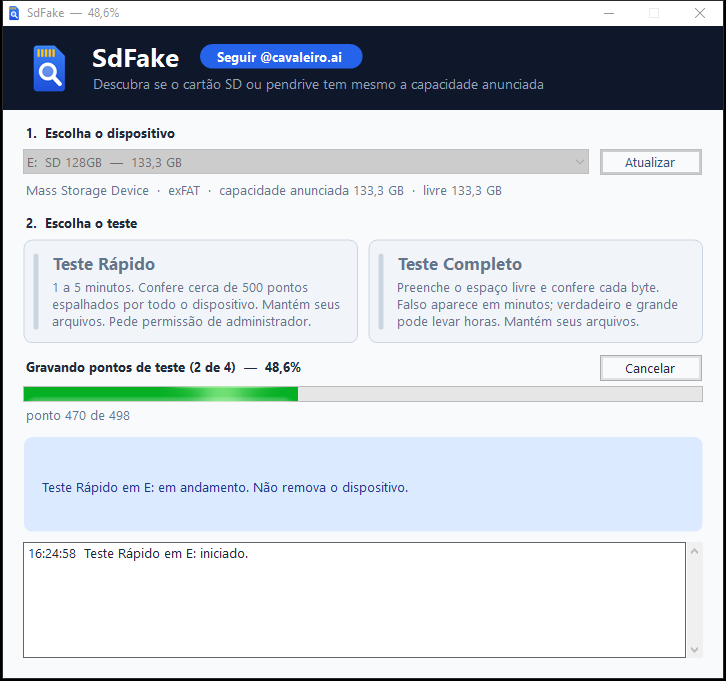 SdFake — 48,6%
SdFake
Seguir @cavaleiro.ai
Descubra se o cartão SD ou pendrive tem mesmo a capacidade anunciada
1. Escolha o dispositivo
E: SD 128GB — 133,3 GB
Atualizar
Mass Storage Device · exFAT · capacidade anunciada 133,3 GB · livre 133,3 GB
2. Escolha o teste
Teste Rápido
1 a 5 minutos. Confere cerca de 500 pontos
espalhados por todo o dispositivo. Mantém seus
arquivos. Pede permissão de administrador.
Teste Completo
Preenche o espaço livre e confere cada byte.
Falso aparece em minutos; verdadeiro e grande
pode levar horas. Mantém seus arquivos.
Gravando pontos de teste (2 de 4) — 48,6%
Cancelar
ponto 470 de 498
Teste Rápido em E: em andamento. Não remova o dispositivo.
16:24:58 Teste Rápido em E: iniciado.